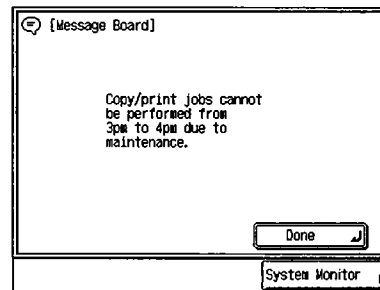 [Message Board]
Copy/print jobs cannot
be performed from
3pm to 4pm due to
maintenance.
Done
System Monitor